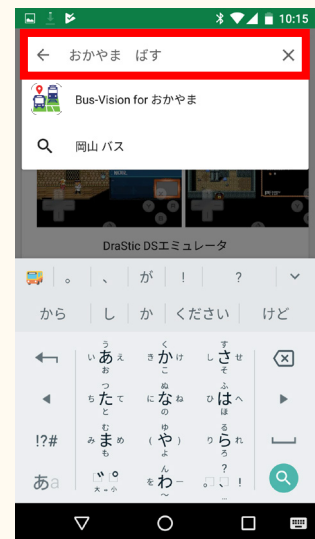 10:15
おかやま　ばす
Bus-Vision for おかやま
岡山 バス
DraStic DSエミュレータ
。 、 が ! ?
から し か ください けど
う く す
い あ え き か け し さ せ
お こ そ
つ ぬ ふ
ち た て に な ね ひ は へ
と の ほ
む ゆ る
!?# み ま め ( や ) り ら れ
も よ ろ
ん ?
あa ゛゜ を わ ー 。 、 !
大⇔小 〜 …